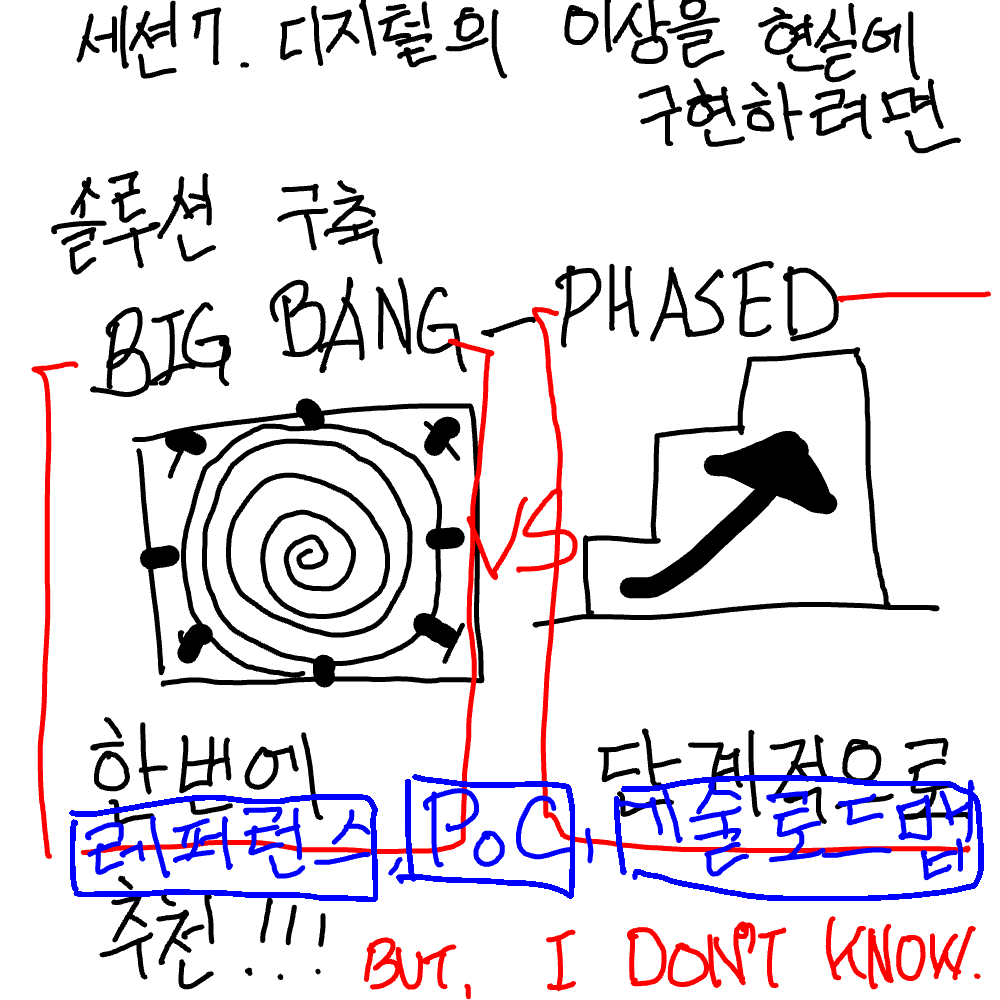 세션7. 디지털의 이상을 현실에
구현하려면
솔루션 구축
BIG BANG - PHASED
VS
한번에 단계적으로
레퍼런스, PoC, 기술로드맵
추천!!!
BUT, I DON'T KNOW.